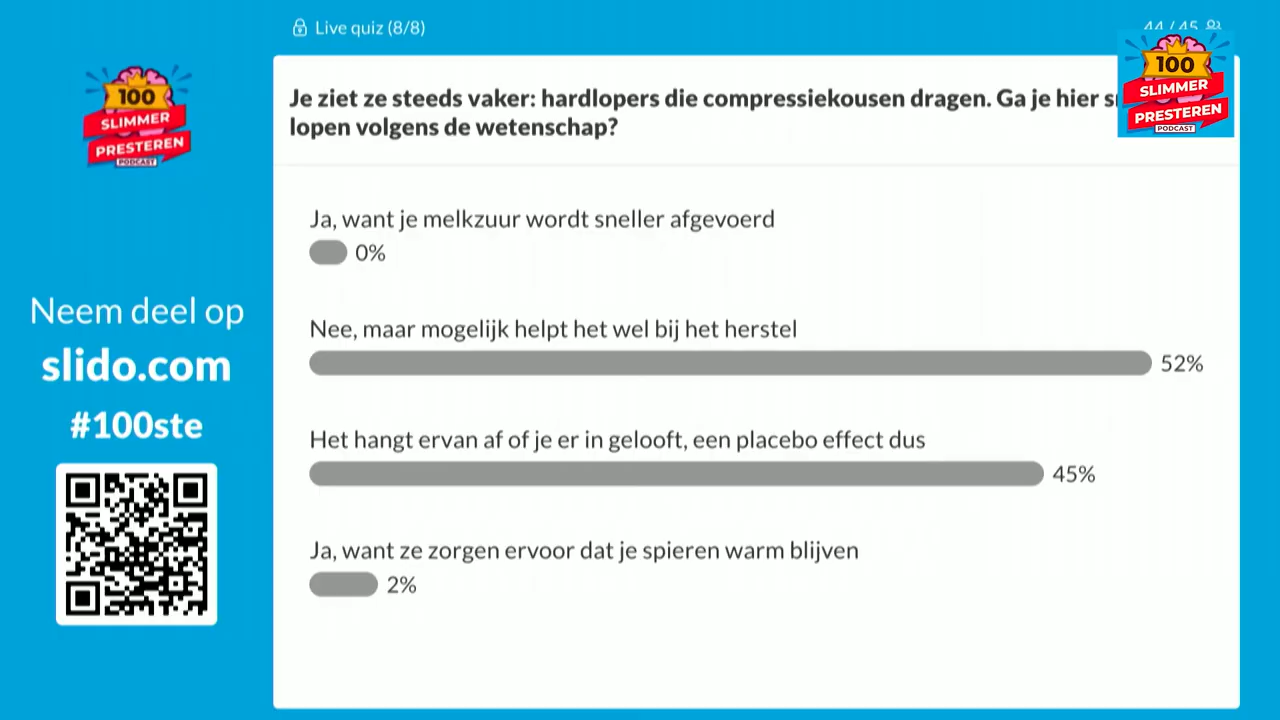 Live quiz (8/8)
44 / 45
100
SLIMMER
PRESTEREN
PODCAST
100
SLIMMER
PRESTEREN
PODCAST
Je ziet ze steeds vaker: hardlopers die compressiekousen dragen. Ga je hier
lopen volgens de wetenschap?
Ja, want je melkzuur wordt sneller afgevoerd
0%
Nee, maar mogelijk helpt het wel bij het herstel
52%
Het hangt ervan af of je er in gelooft, een placebo effect dus
45%
Ja, want ze zorgen ervoor dat je spieren warm blijven
2%
Neem deel op
slido.com
#100ste